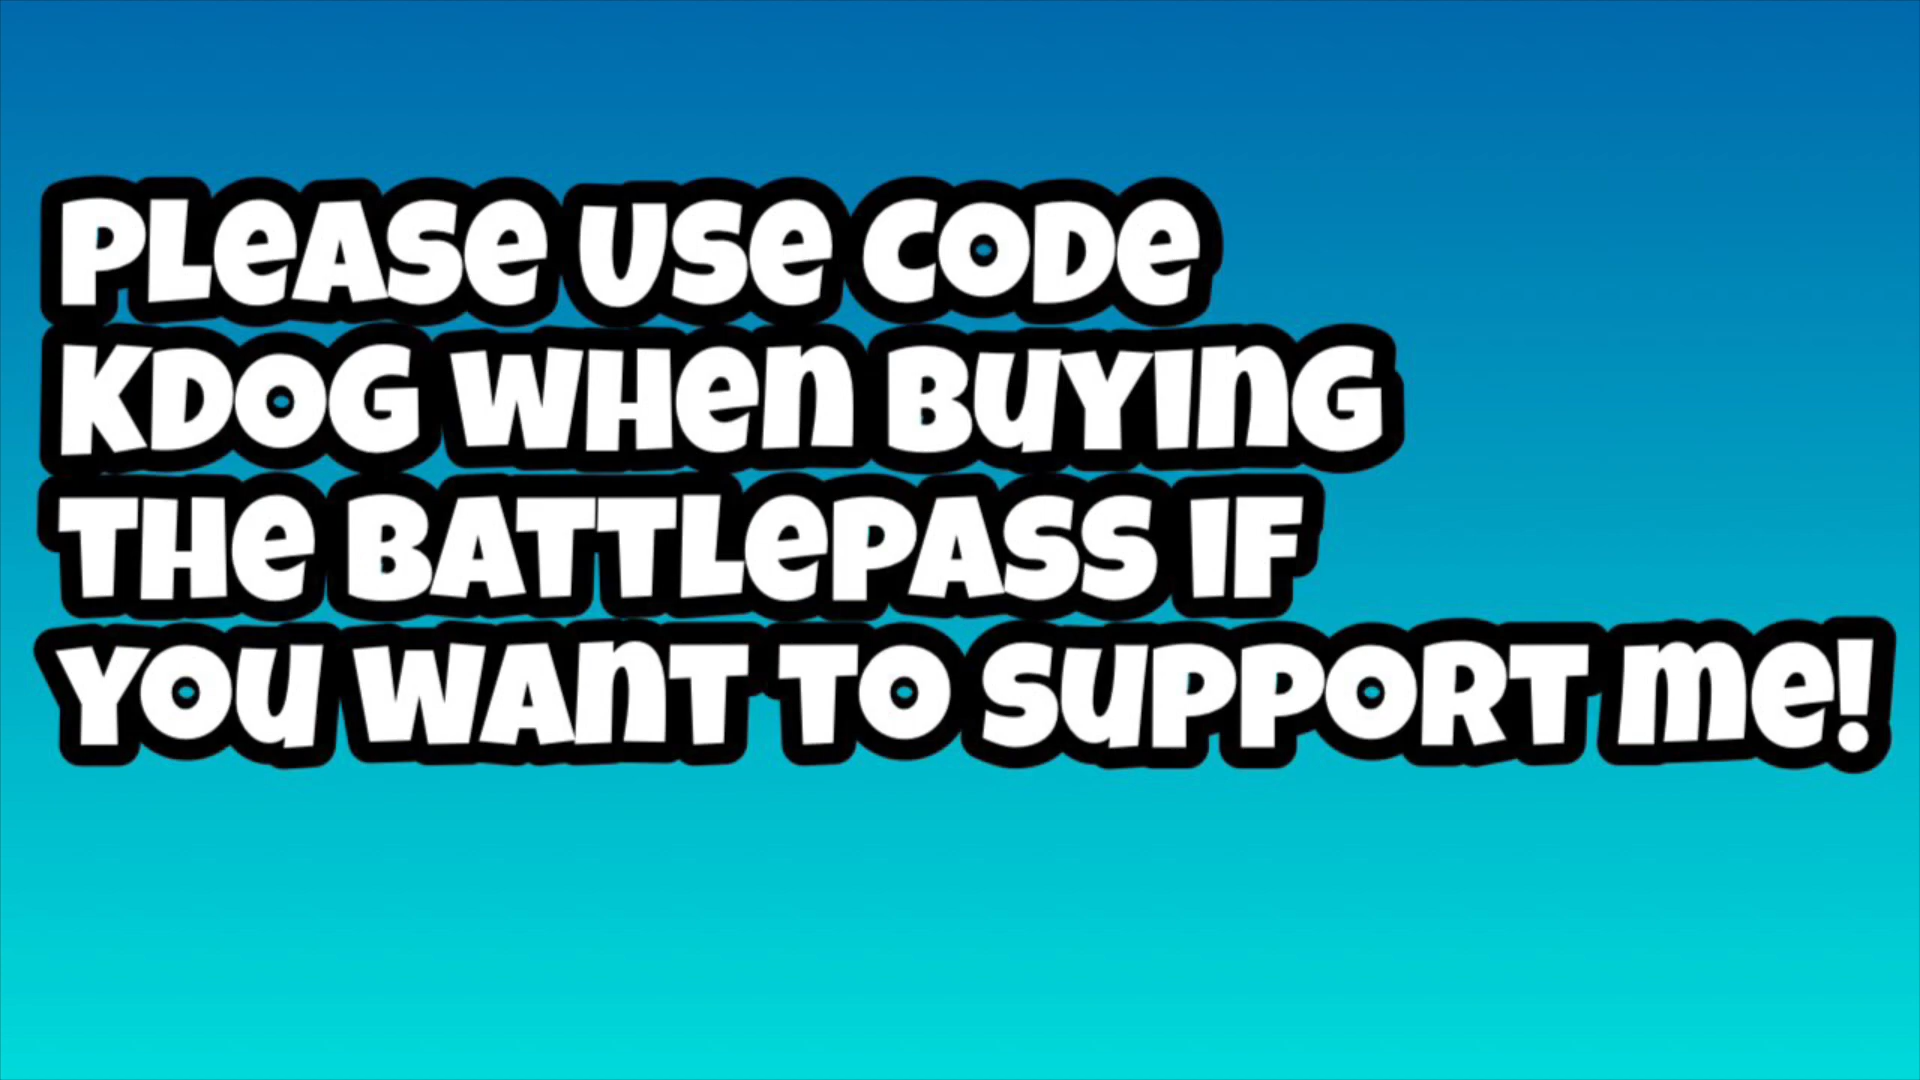 PLEASE USE CODE
KDOG WHEN BUYING
THE BATTLEPASS IF
YOU WANT TO SUPPORT ME!